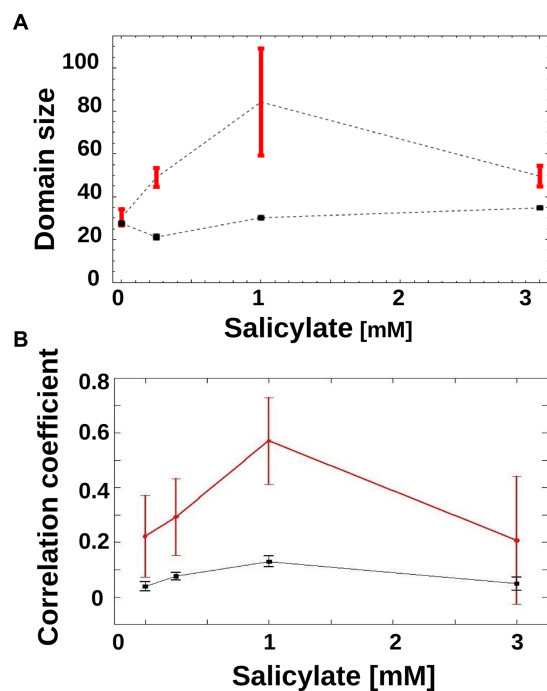 A
Domain size
100
80
60
40
20
0
0 1 2 3
Salicylate [mM]
B
Correlation coefficient
0.8
0.6
0.4
0.2
0
0 1 2 3
Salicylate [mM]